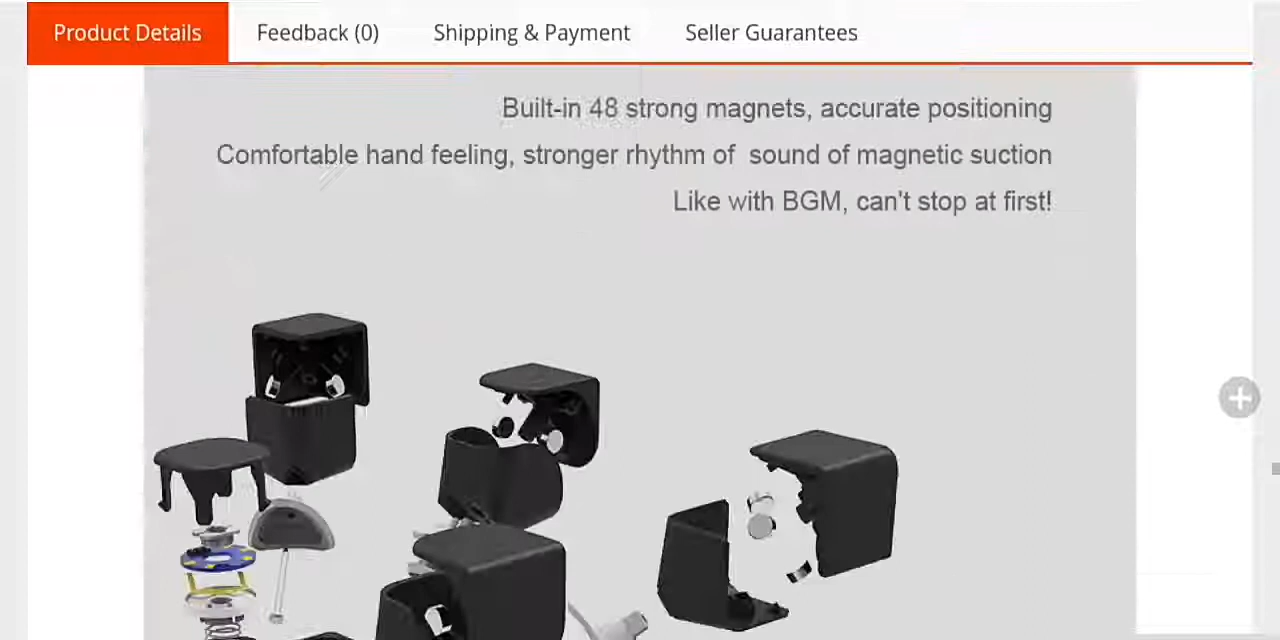 Product Details
Feedback (0)
Shipping & Payment
Seller Guarantees
Built-in 48 strong magnets, accurate positioning
Comfortable hand feeling, stronger rhythm of sound of magnetic suction
Like with BGM, can't stop at first!